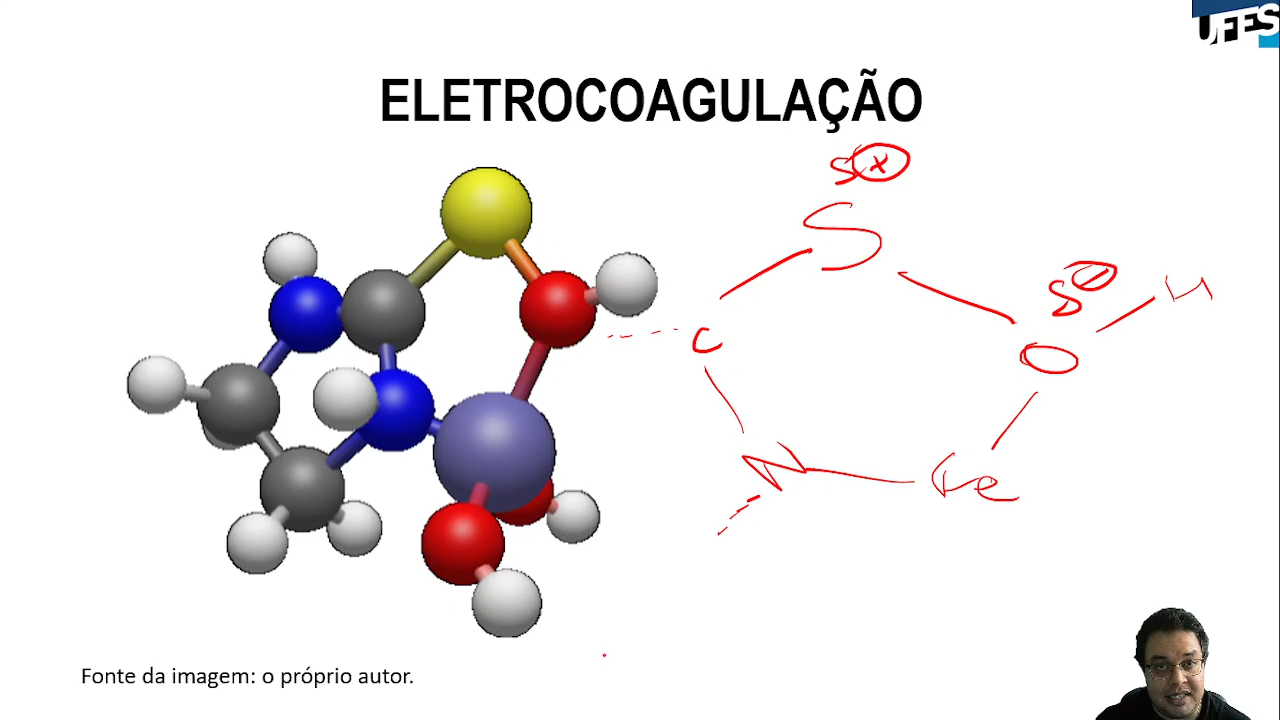 UFES
ELETROCOAGULAÇÃO
δ⊕
S
δ⊖
H
C
O
N
Fe
Fonte da imagem: o próprio autor.